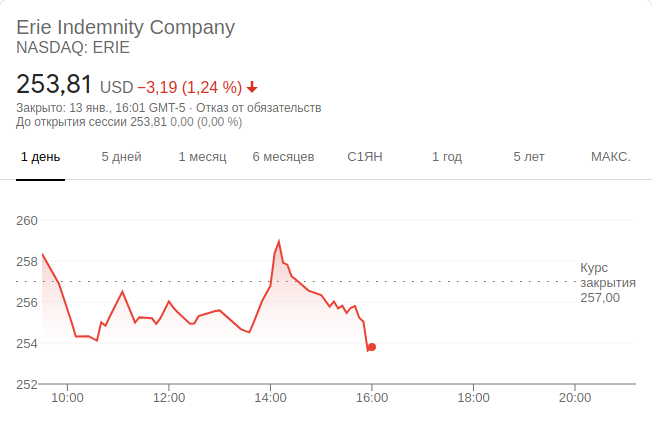 Erie Indemnity Company
NASDAQ: ERIE
253,81 USD −3,19 (1,24 %)
Закрыто: 13 янв., 16:01 GMT-5 · Отказ от обязательств
До открытия сессии 253,81 0,00 (0,00 %)
1 день 5 дней 1 месяц 6 месяцев С1ЯН 1 год 5 лет МАКС.
260
258
Курс
закрытия
257,00
256
254
252
10:00 12:00 14:00 16:00 18:00 20:00